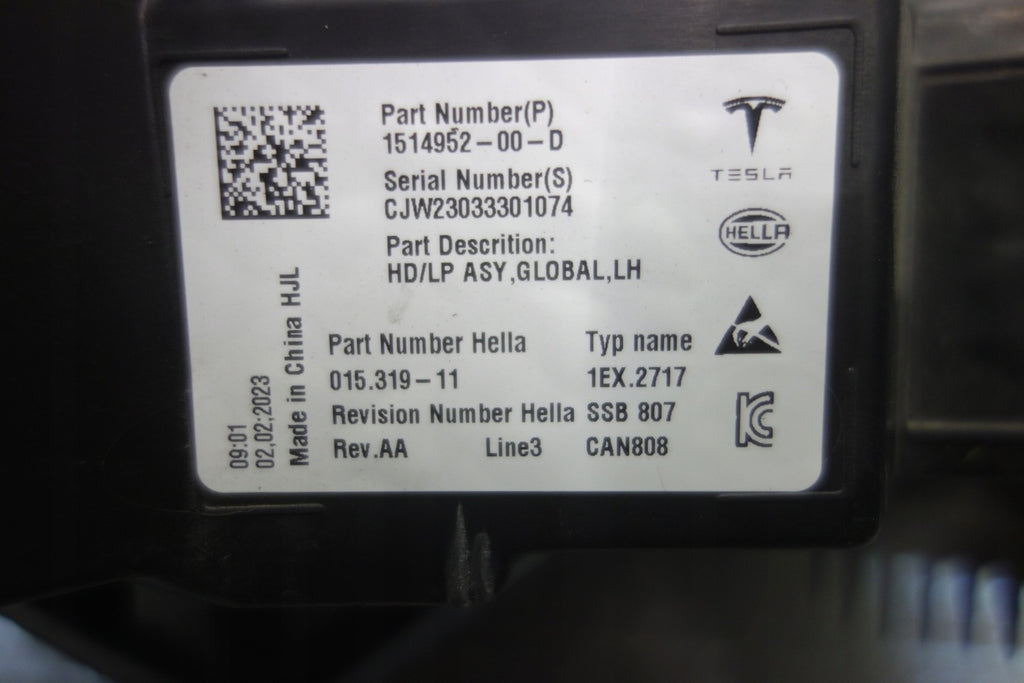 Part Number(P)
1514952-00-D
Serial Number(S)
CJW23033301074
Part Descrition:
HD/LP ASY,GLOBAL,LH
TESLA
HELLA
Part Number Hella Typ name
015.319-11 1EX.2717
Revision Number Hella SSB 807
Rev.AA Line3 CAN808
09:01
02,02;2023
Made in China HJL